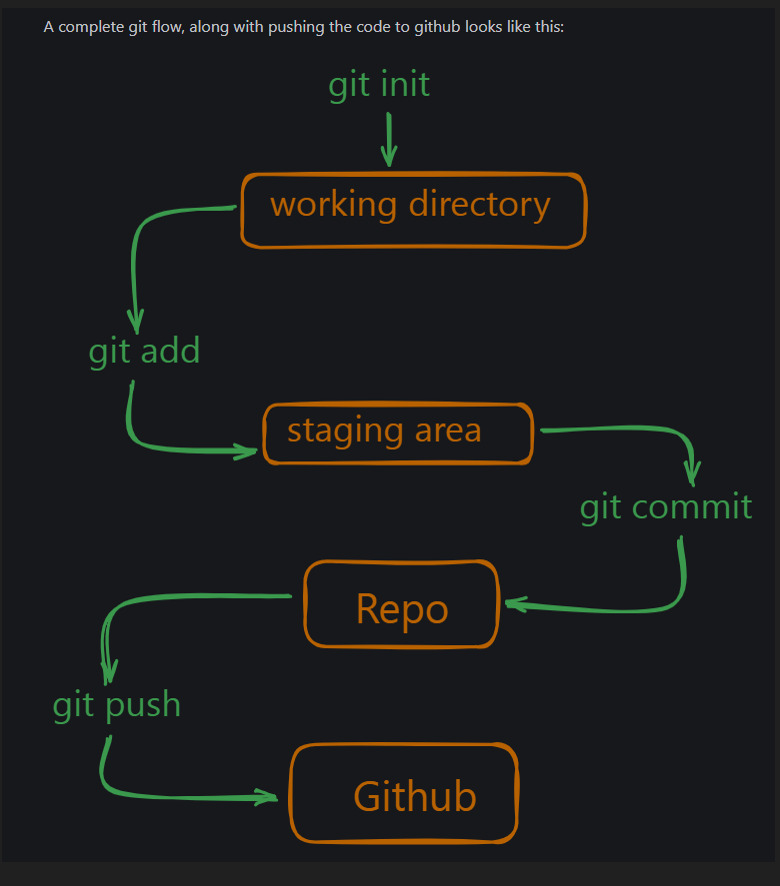 A complete git flow, along with pushing the code to github looks like this:
git init
working directory
git add
staging area
git commit
Repo
git push
Github